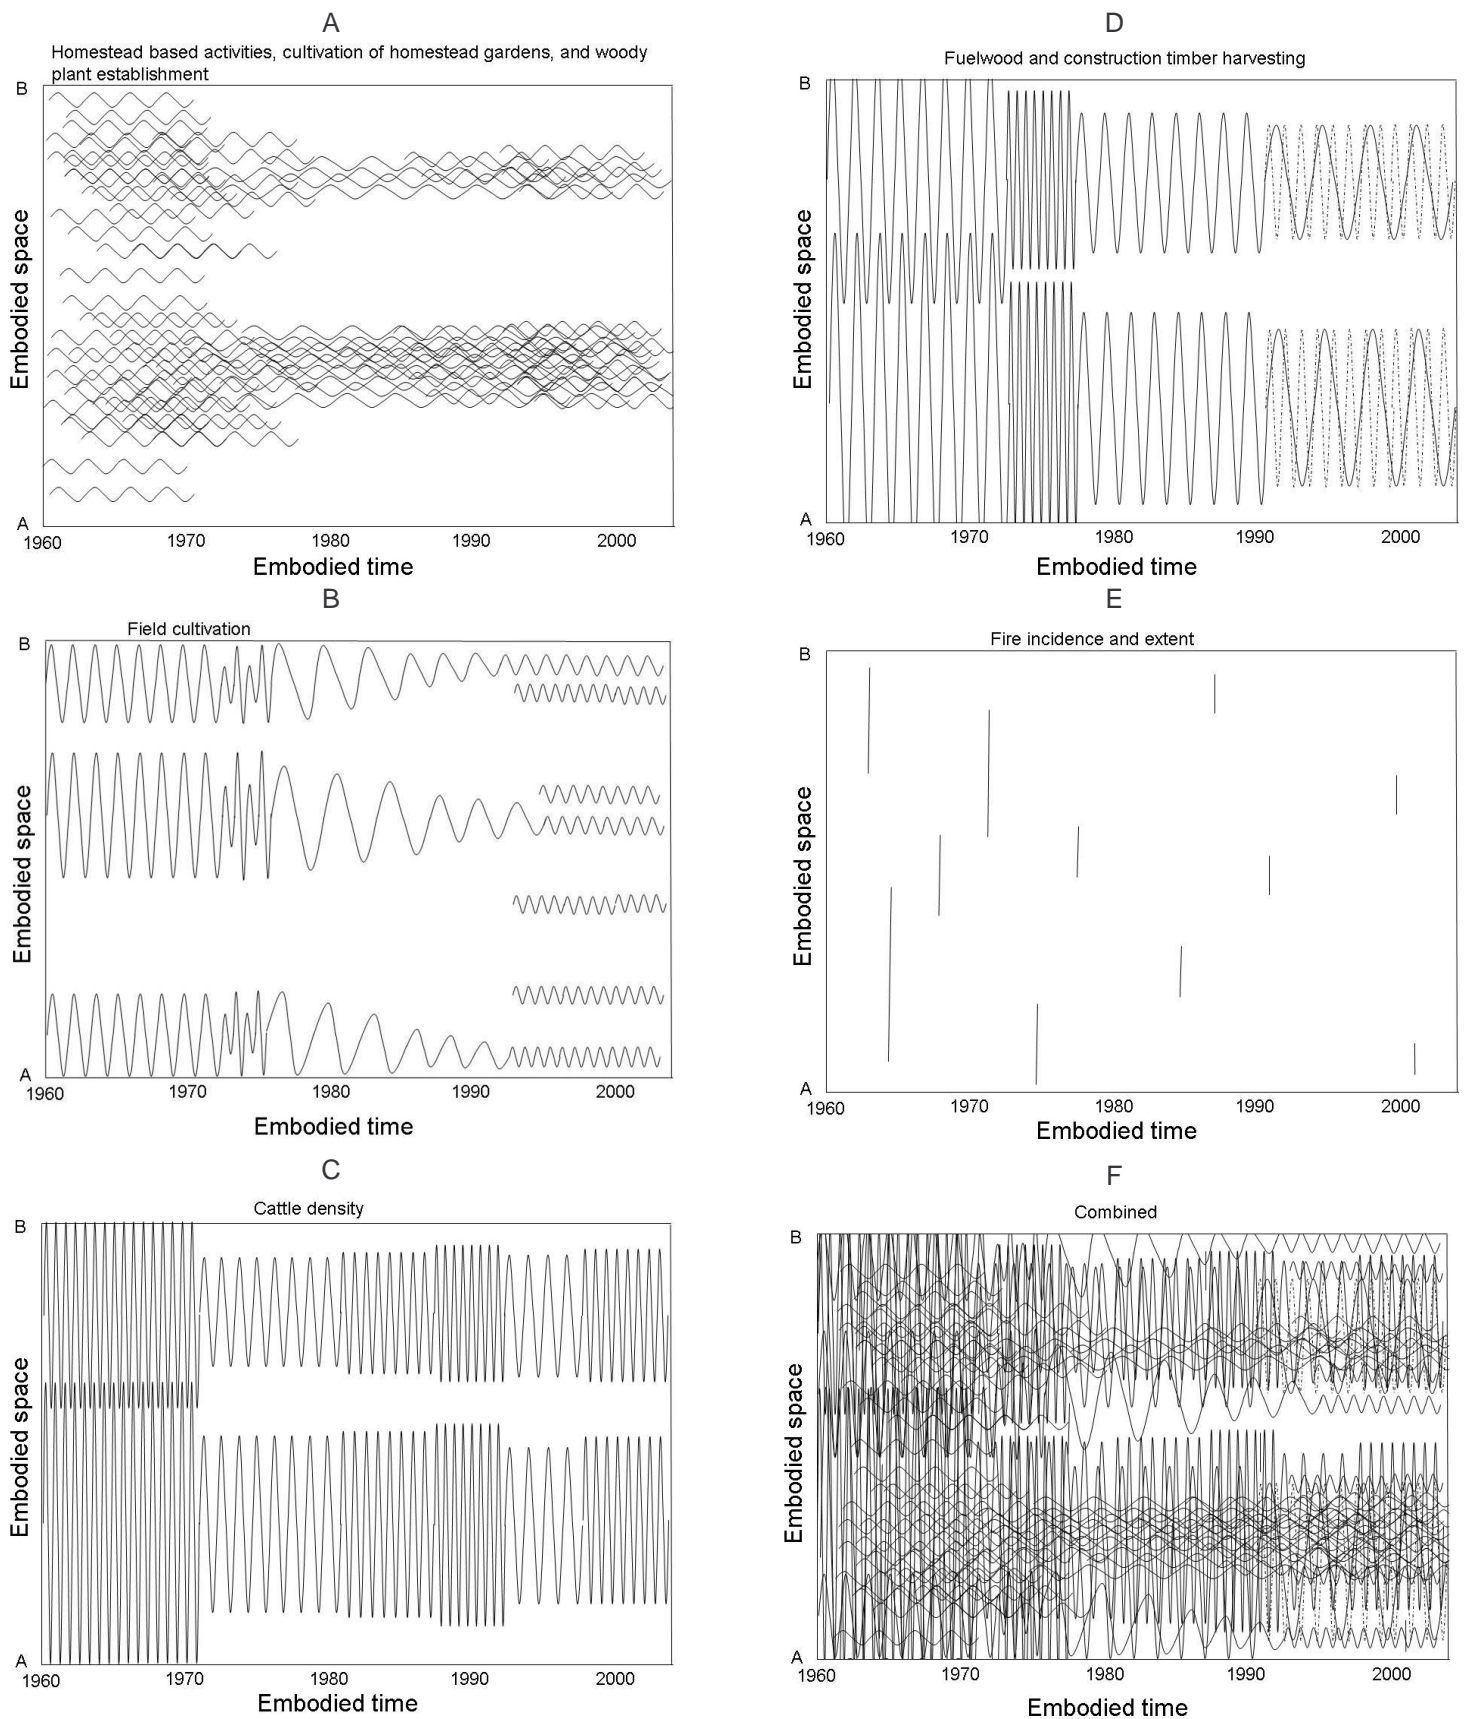 A
Homestead based activities, cultivation of homestead gardens, and woody
plant establishment
B
Embodied space
A
1960 1970 1980 1990 2000
Embodied time
B
Field cultivation
B
Embodied space
A
1960 1970 1980 1990 2000
Embodied time
C
Cattle density
B
Embodied space
A
1960 1970 1980 1990 2000
Embodied time
D
Fuelwood and construction timber harvesting
B
Embodied space
A
1960 1970 1980 1990 2000
Embodied time
E
Fire incidence and extent
B
Embodied space
A
1960 1970 1980 1990 2000
Embodied time
F
Combined
B
Embodied space
A
1960 1970 1980 1990 2000
Embodied time